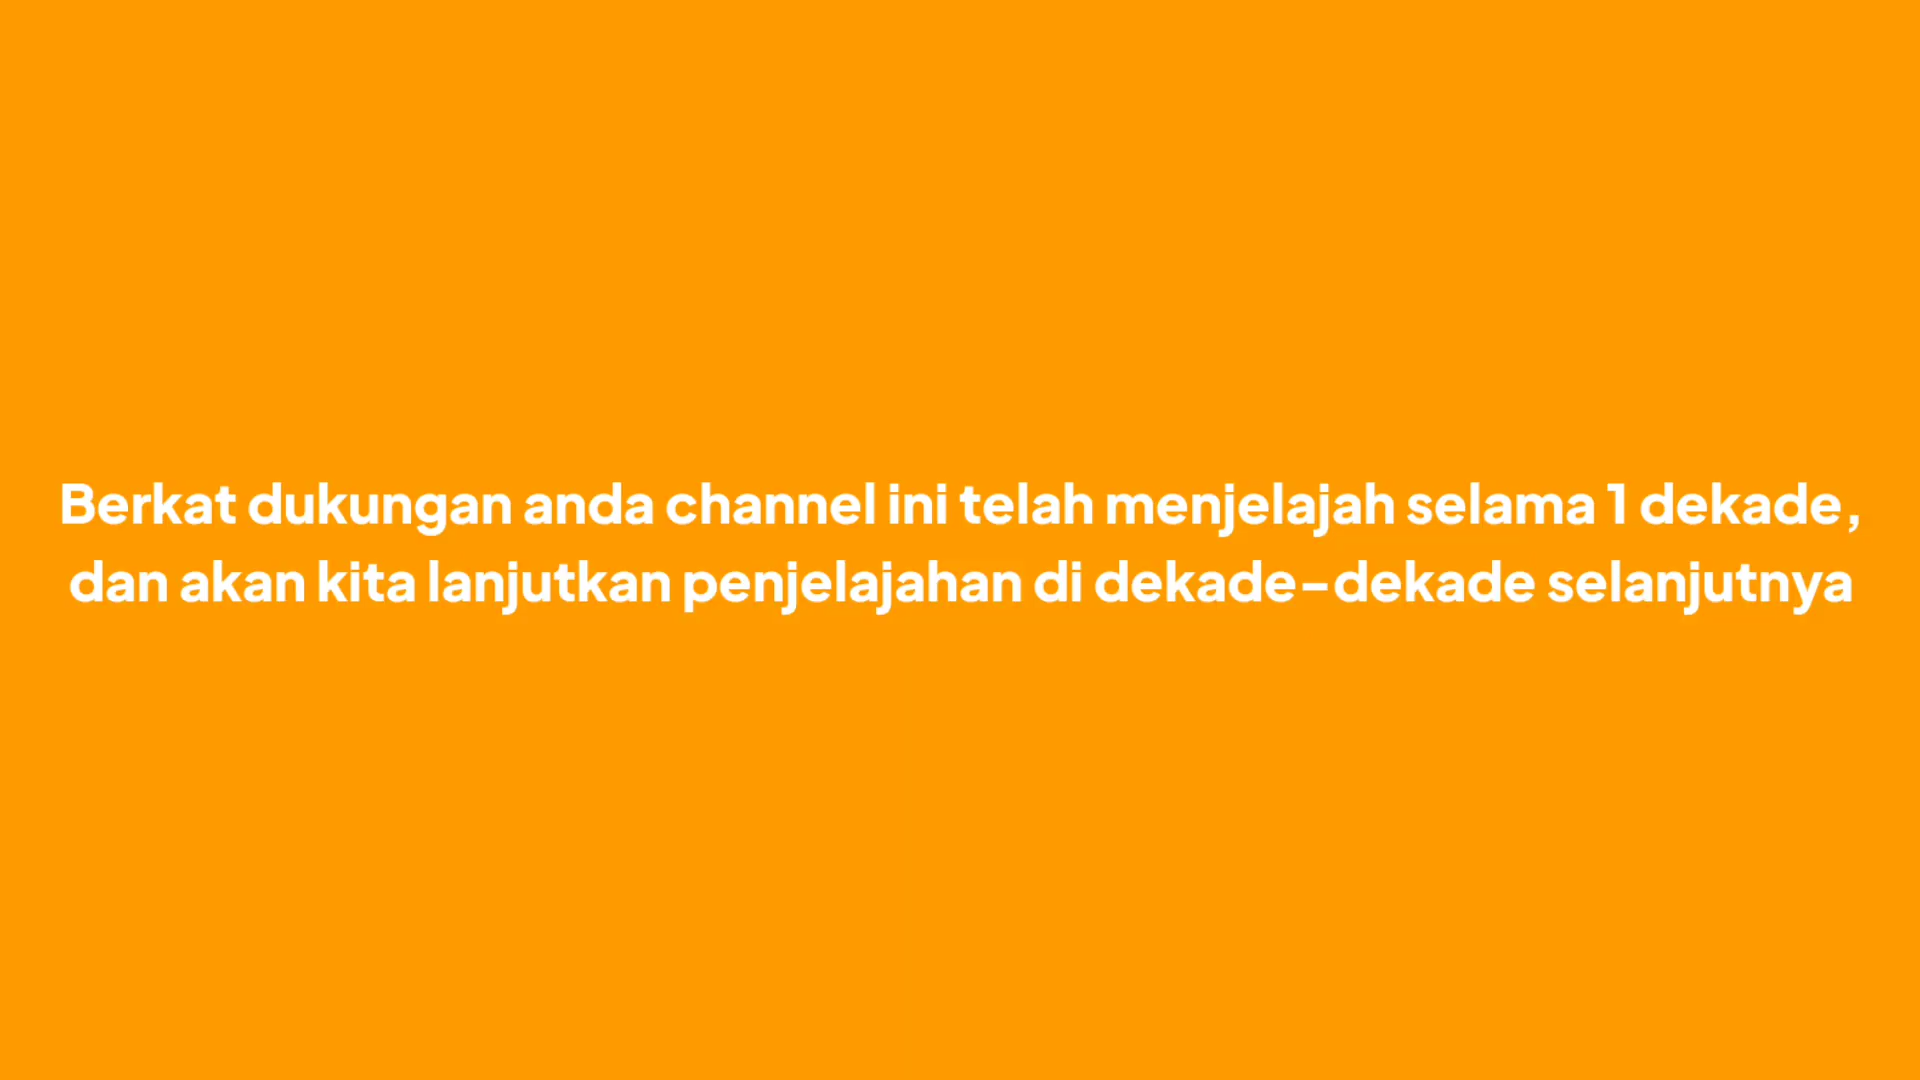 Berkat dukungan anda channel ini telah menjelajah selama 1 dekade,
dan akan kita lanjutkan penjelajahan di dekade-dekade selanjutnya